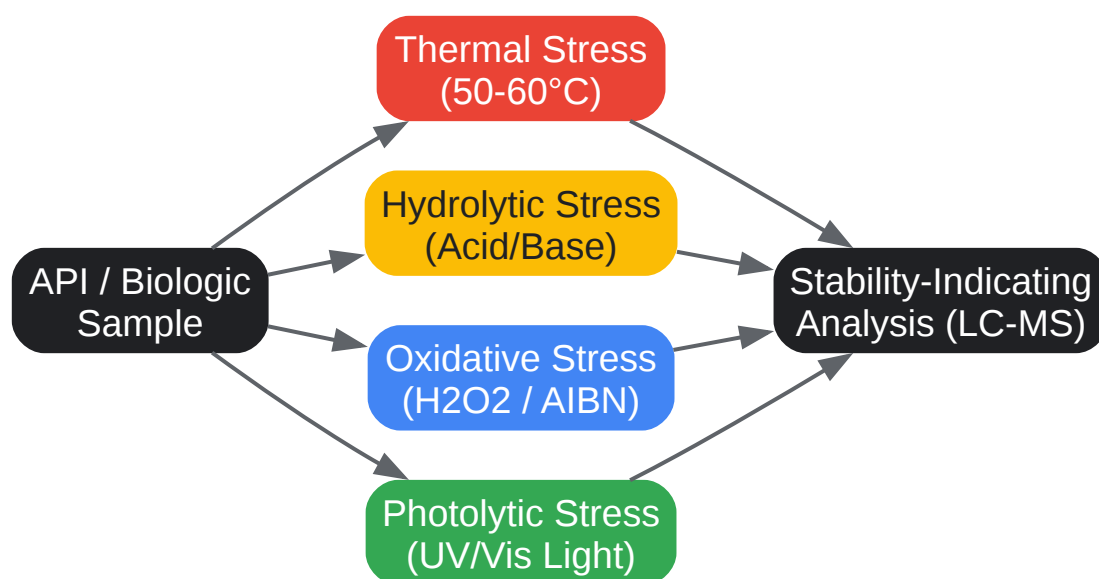 Thermal Stress
(50-60°C)
Hydrolytic Stress
(Acid/Base)
API / Biologic
Sample
Stability-Indicating
Analysis (LC-MS)
Oxidative Stress
(H2O2 / AIBN)
Photolytic Stress
(UV/Vis Light)